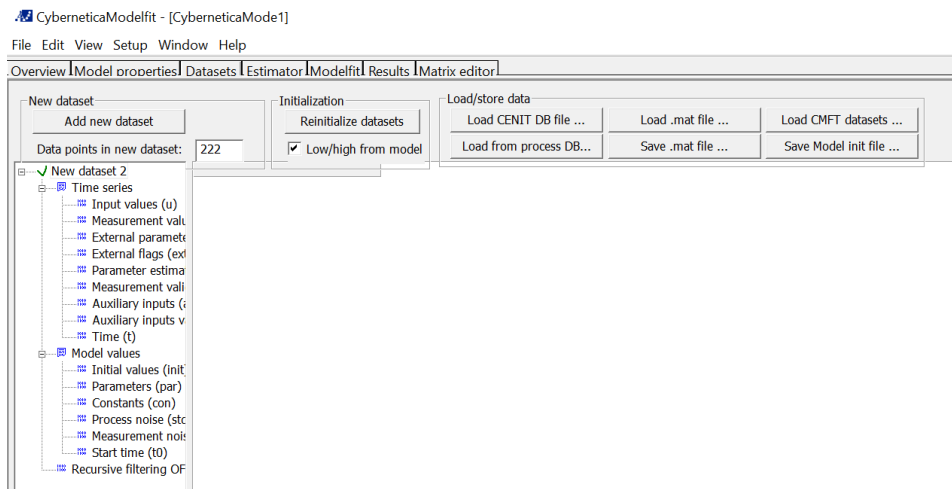 CyberneticaModelfit - [CyberneticaMode1]
File Edit View Setup Window Help
Overview Model properties Datasets Estimator Modelfit Results Matrix editor
New dataset
Add new dataset
Data points in new dataset: 222
Initialization
Reinitialize datasets
Low/high from model
Load/store data
Load CENIT DB file ... Load .mat file ... Load CMFT datasets ...
Load from process DB... Save .mat file ... Save Model init file ...
New dataset 2
Time series
Input values (u)
Measurement valu
External paramete
External flags (ext
Parameter estima
Measurement vali
Auxiliary inputs (a
Auxiliary inputs v
Time (t)
Model values
Initial values (init)
Parameters (par)
Constants (con)
Process noise (stc
Measurement nois
Start time (t0)
Recursive filtering OF